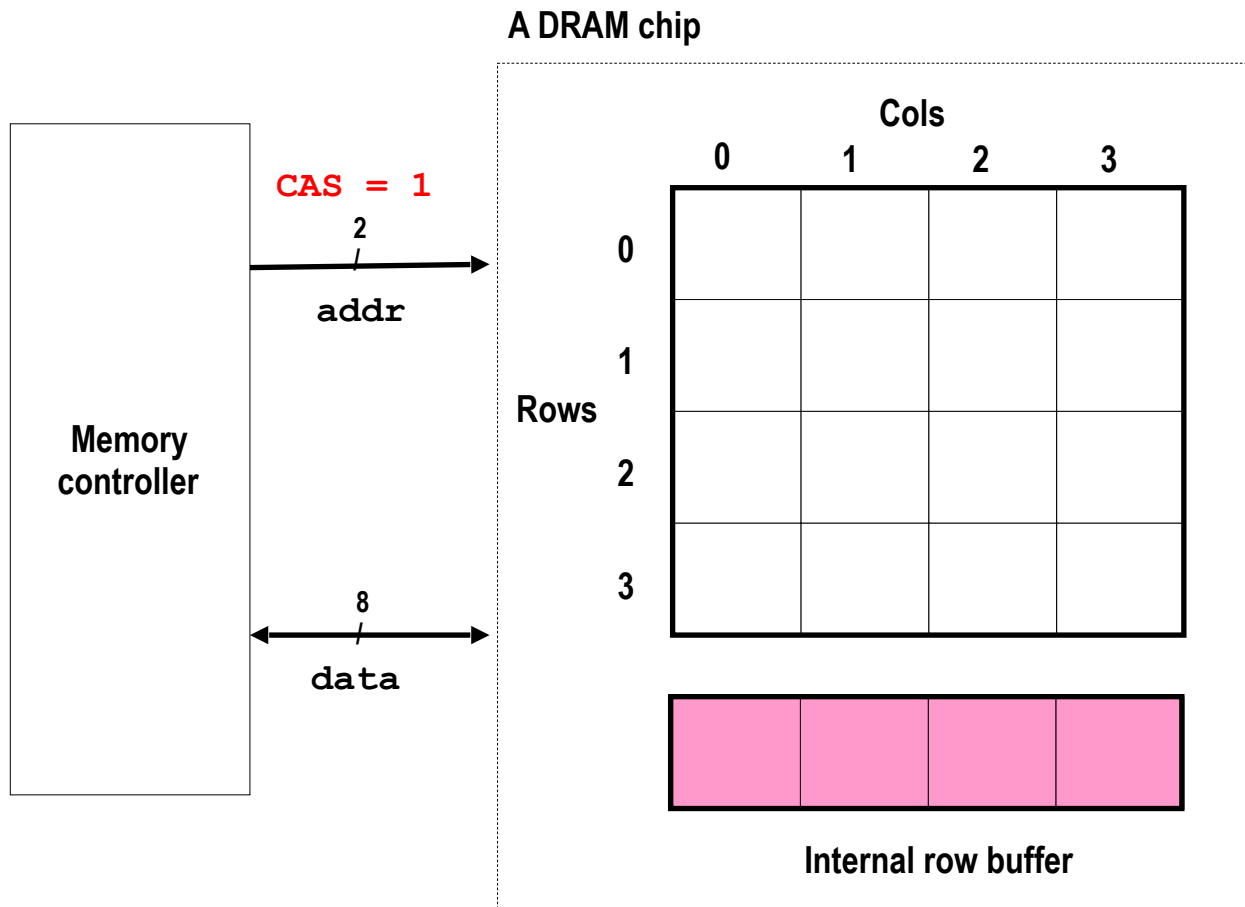 A DRAM chip
Cols
0 1 2 3
CAS = 1
2
addr
0
1
Rows
2
3
Memory
controller
8
data
Internal row buffer